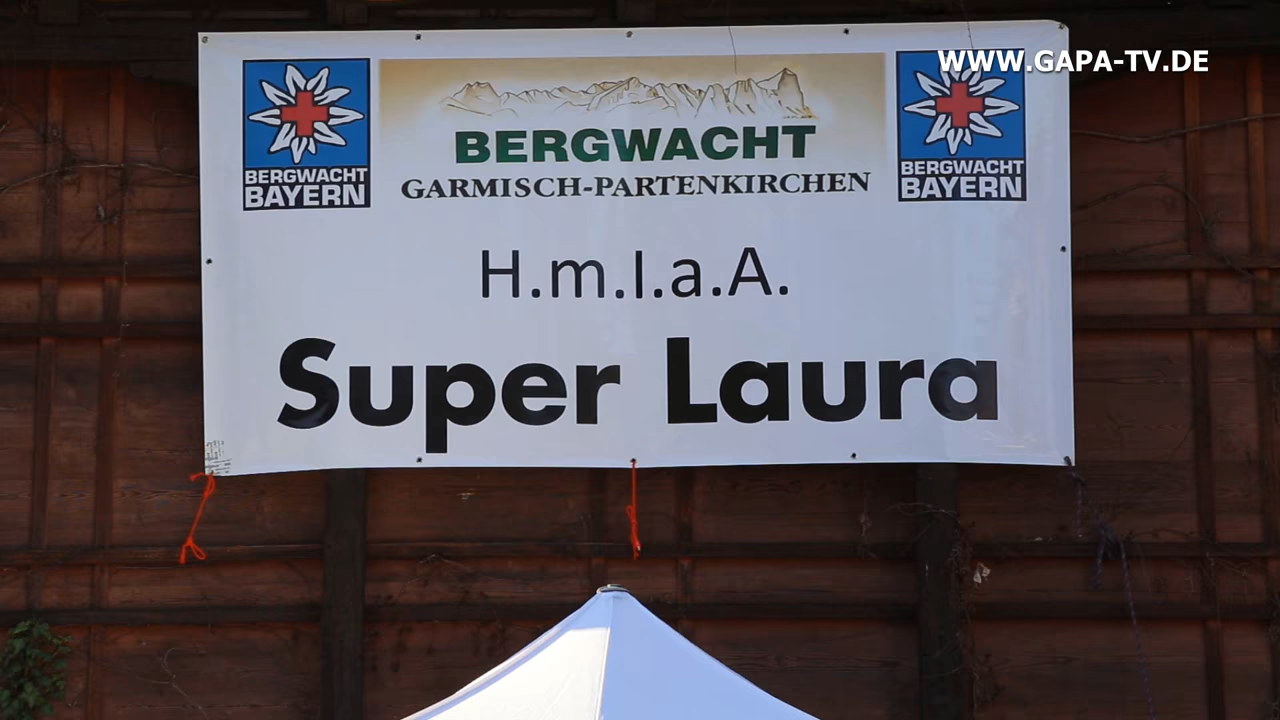 WWW.GAPA-TV.DE
BERGWACHT
BAYERN
BERGWACHT
GARMISCH-PARTENKIRCHEN
BERGWACHT
BAYERN
H.m.I.a.A.
Super Laura